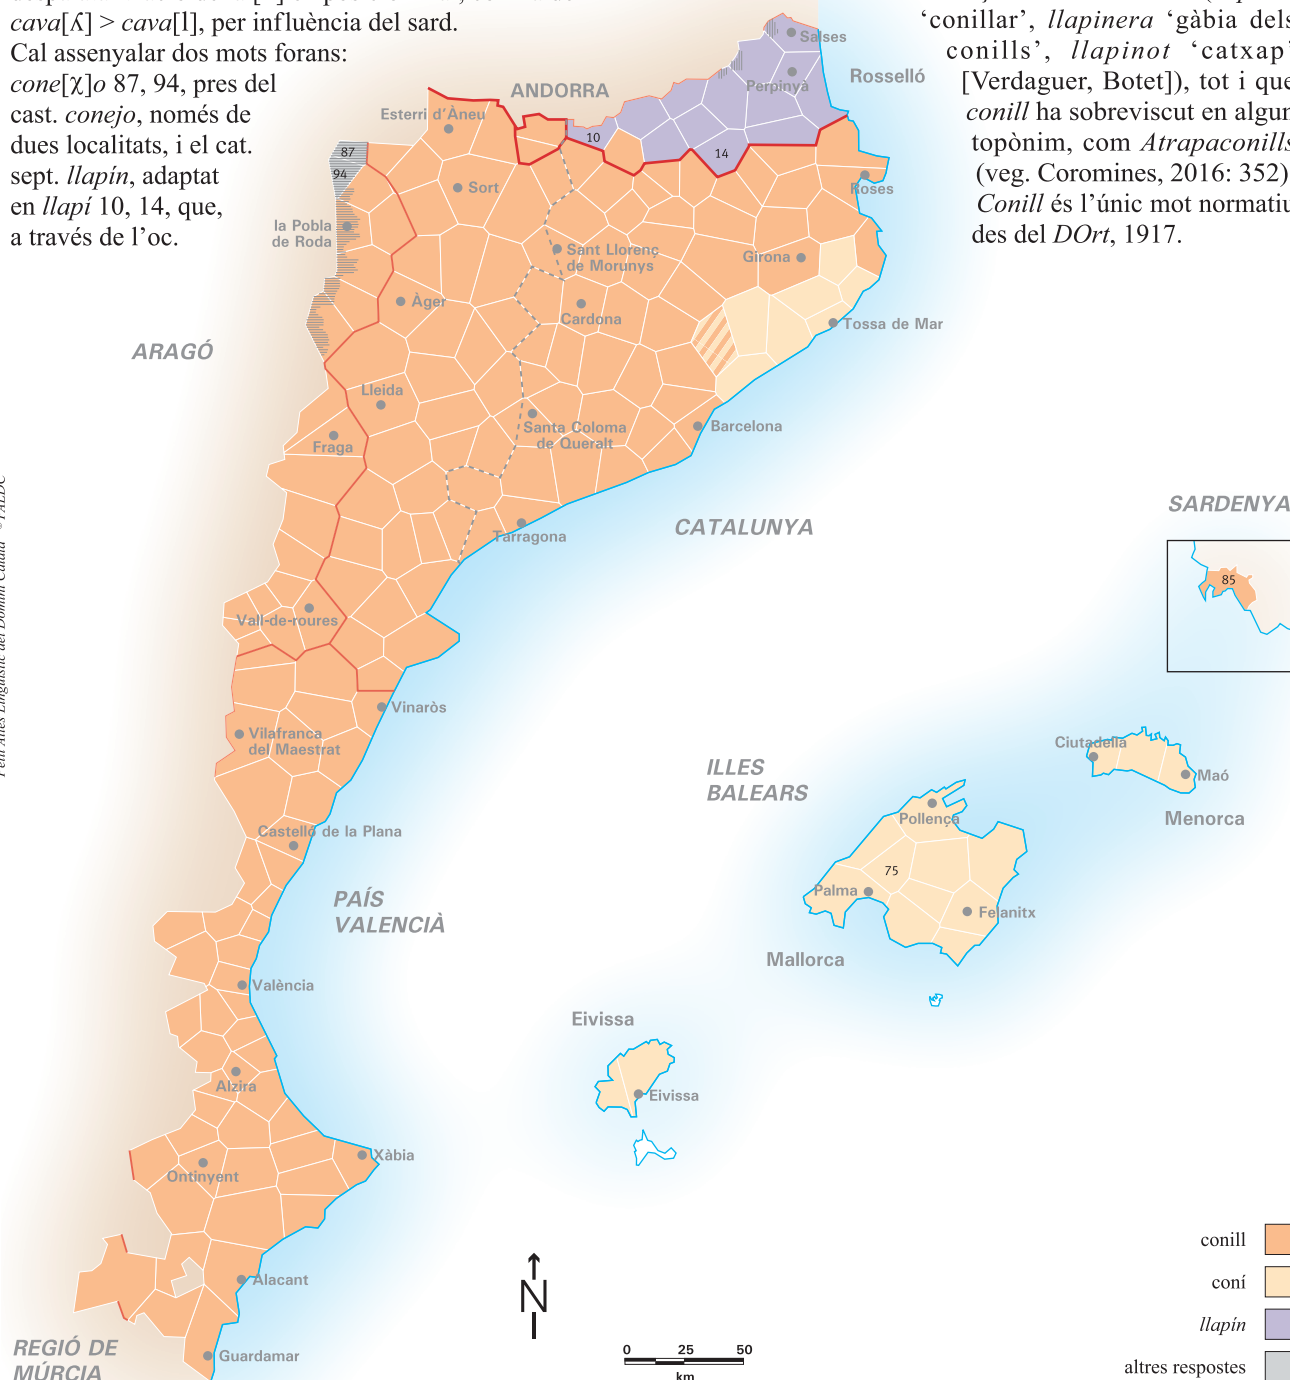 cava[ʎ] > cava[l], per influència del sard.
Cal assenyalar dos mots forans:
cone[χ]o 87, 94, pres del
cast. conejo, només de
dues localitats, i el cat.
sept. llapín, adaptat
en llapí 10, 14, que,
a través de l’oc.
‘conillar’, llapinera ‘gàbia dels
conills’, llapinot ‘catxap’
[Verdaguer, Botet]), tot i que
conill ha sobreviscut en algun
topònim, com Atrapaconills
(veg. Coromines, 2016: 352)
Conill és l’únic mot normatiu
des del DOrt, 1917.
Salses
Rosselló
Perpinyà
ANDORRA
Esterri d’Àneu
10
14
87
94
Sort
Roses
la Pobla
de Roda
Sant Llorenç
de Morunys
Girona
Àger
Cardona
Tossa de Mar
ARAGÓ
Lleida
Santa Coloma
de Queralt
Barcelona
Fraga
CATALUNYA
Tarragona
SARDENYA
85
Vall-de-roures
Vinaròs
Vilafranca
del Maestrat
Ciutadella
Maó
Menorca
ILLES
BALEARS
Pollença
75
Palma
Felanitx
Mallorca
Castelló de la Plana
PAÍS
VALENCIÀ
València
Eivissa
Eivissa
Alzira
Xàbia
Ontinyent
Alacant
Guardamar
REGIÓ DE
MÚRCIA
N
0 25 50
km
conill
coní
llapín
altres respostes